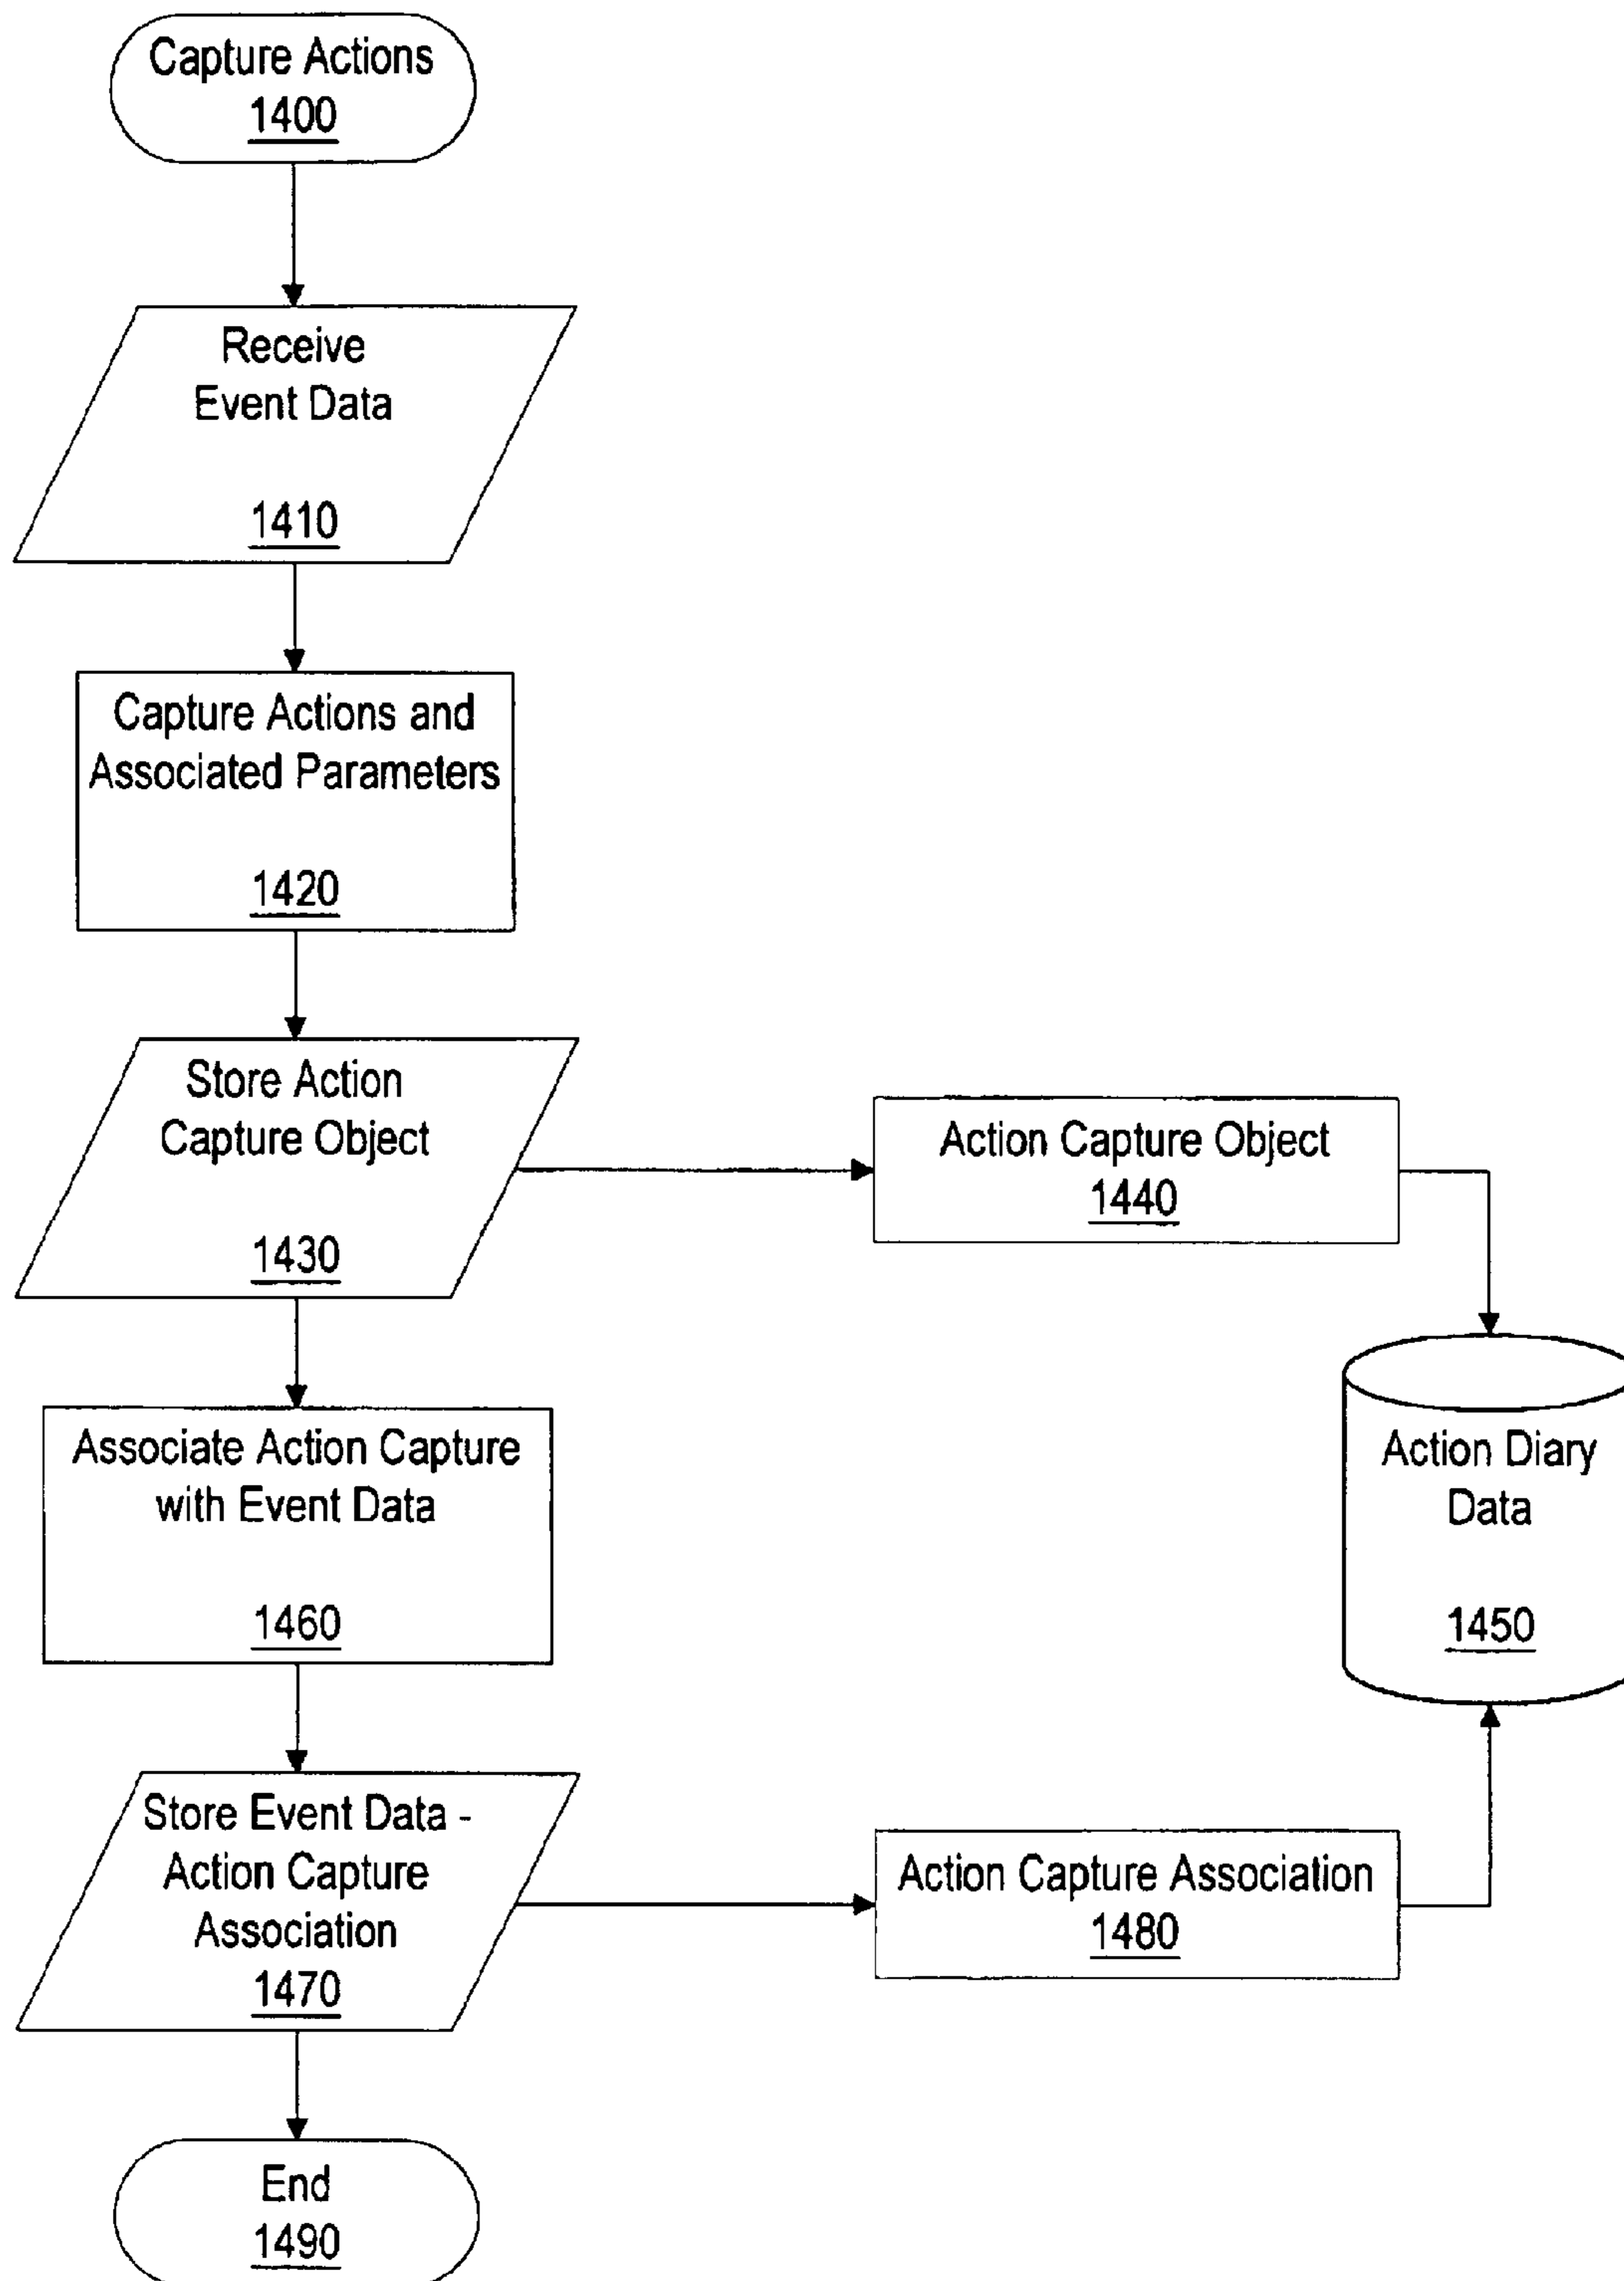 Capture Actions
1400
Receive
Event Data
1410
Capture Actions and
Associated Parameters
1420
Store Action
Capture Object
1430
Action Capture Object
1440
Action Diary
Data
1450
Associate Action Capture
with Event Data
1460
Store Event Data -
Action Capture
Association
1470
Action Capture Association
1480
End
1490